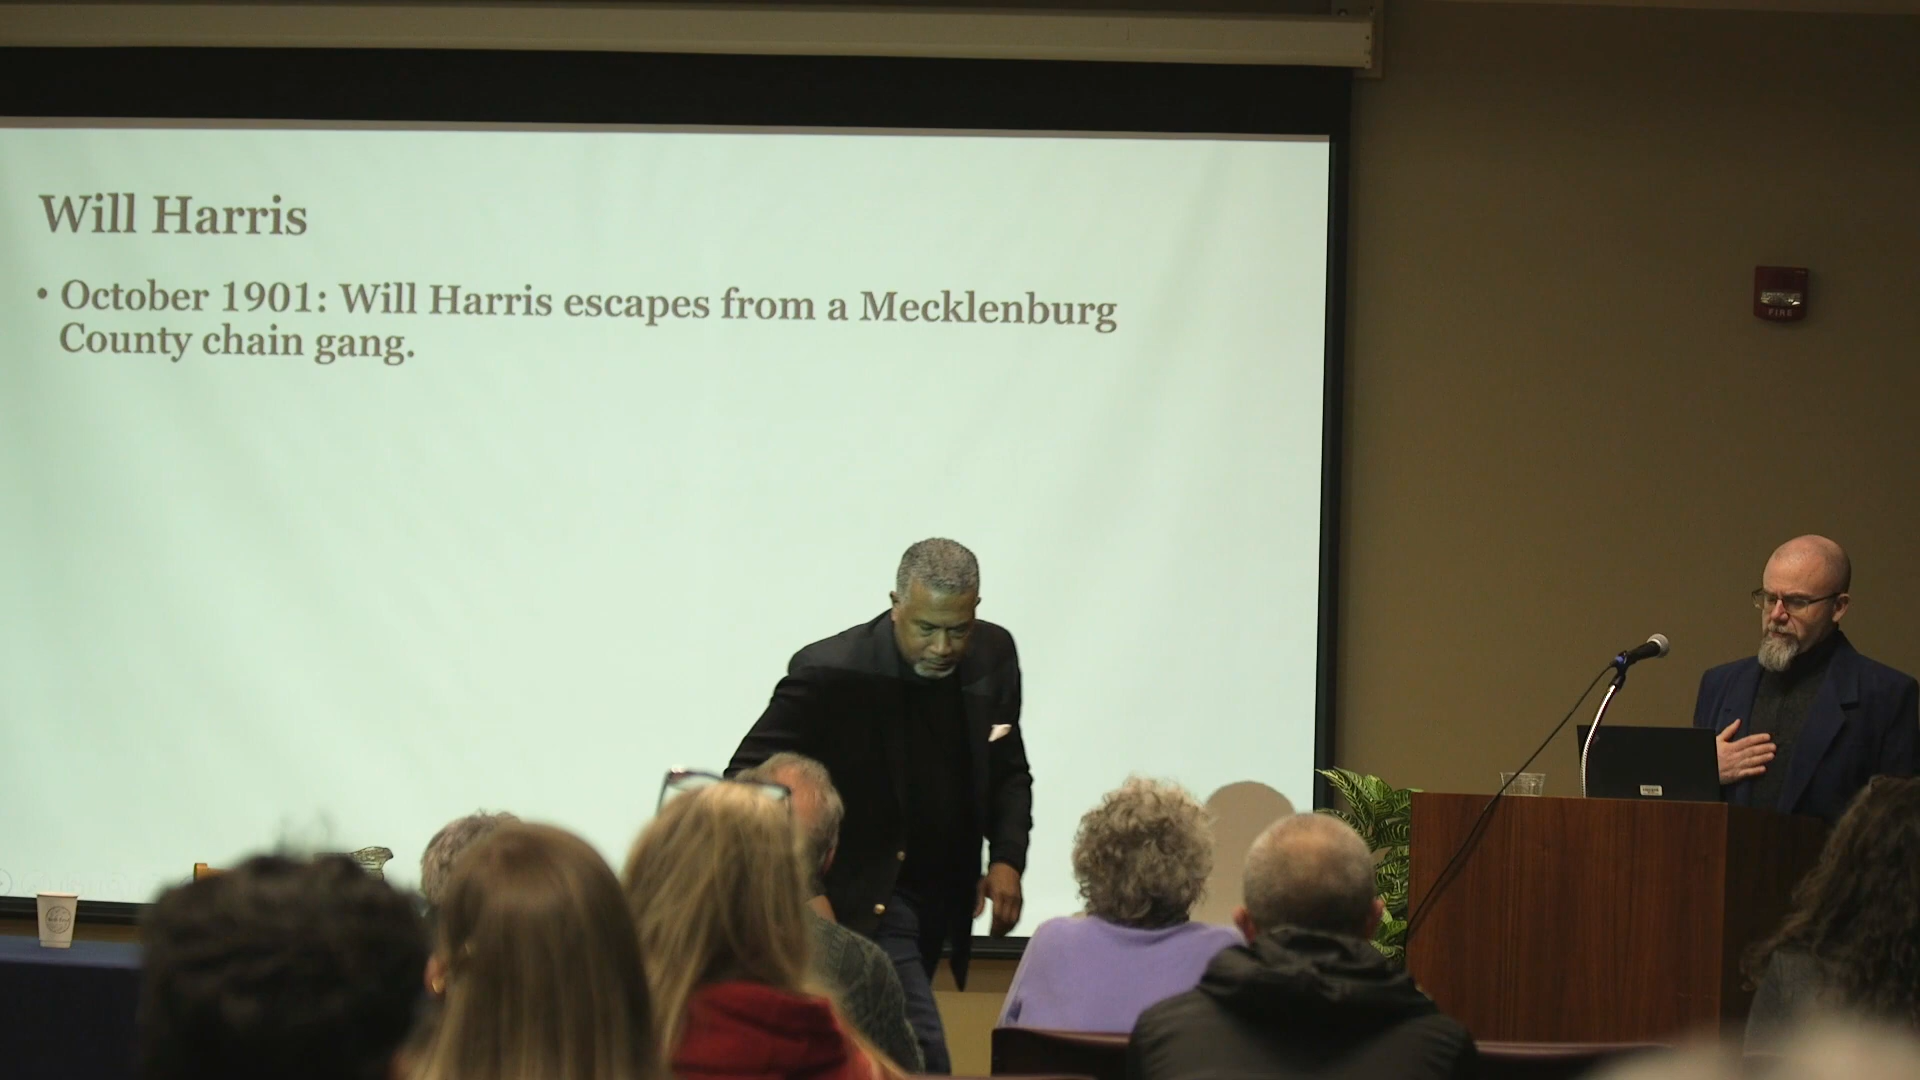 Will Harris
• October 1901: Will Harris escapes from a Mecklenburg
County chain gang.
FIRE